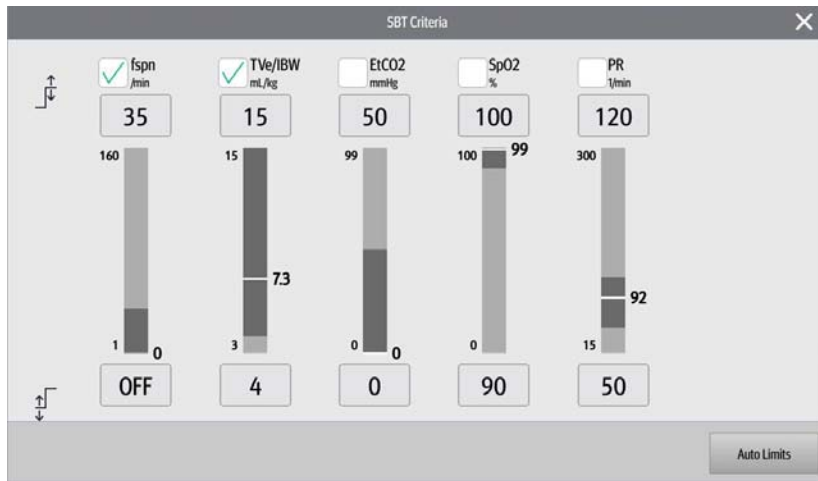 SBT Criteria
fspn
/min
TVe/IBW
mL/kg
EtCO2
mmHg
SpO2
%
PR
1/min
35
15
50
100
120
160
15
99
100
99
300
7.3
92
1
0
3
0
0
0
15
OFF
4
0
90
50
Auto Limits